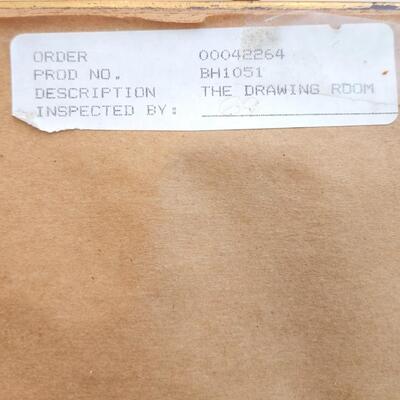 ORDER 00042264
PROD NO. BH1051
DESCRIPTION THE DRAWING ROOM
INSPECTED BY: